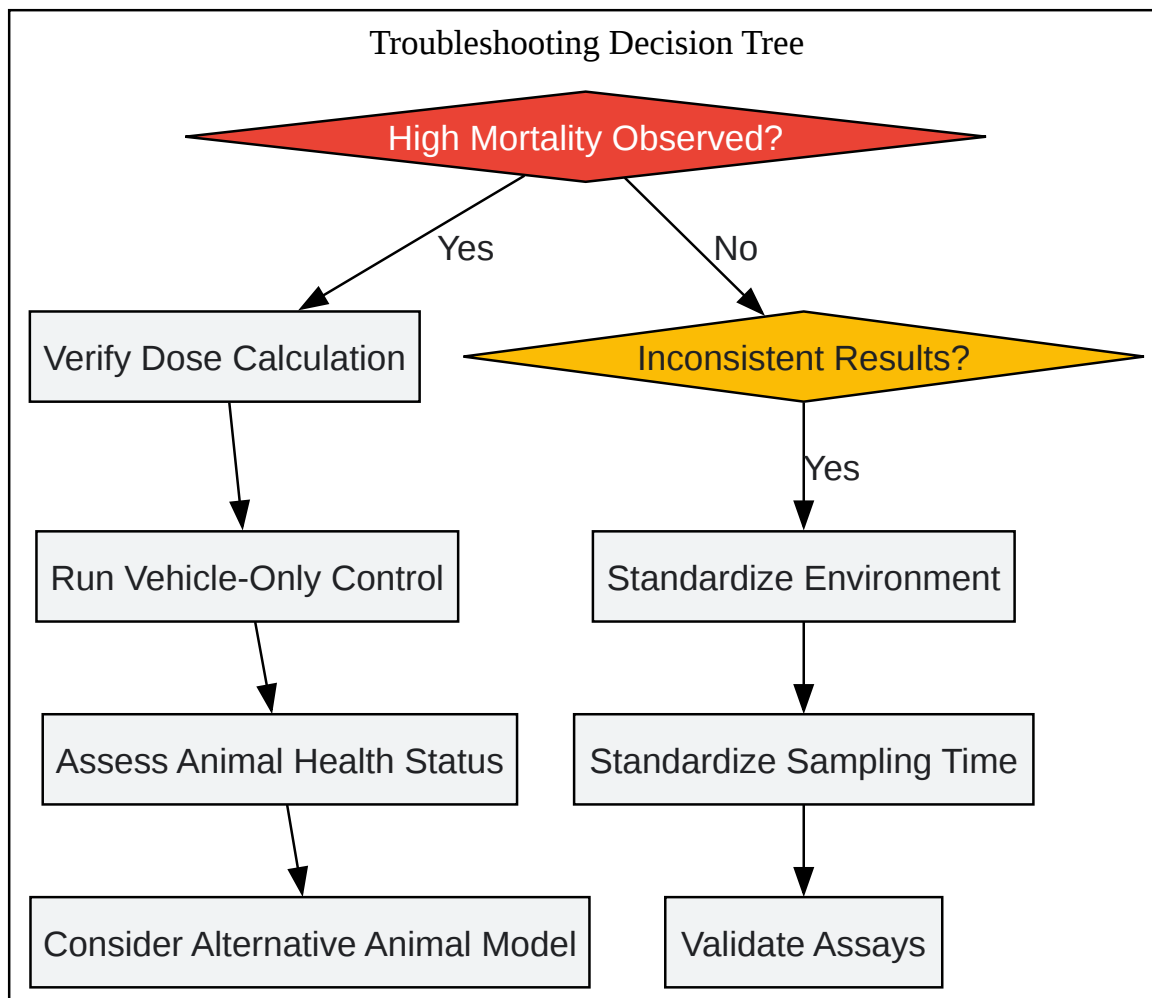 Troubleshooting Decision Tree
High Mortality Observed?
Yes
No
Verify Dose Calculation
Inconsistent Results?
Yes
Run Vehicle-Only Control
Standardize Environment
Assess Animal Health Status
Standardize Sampling Time
Consider Alternative Animal Model
Validate Assays